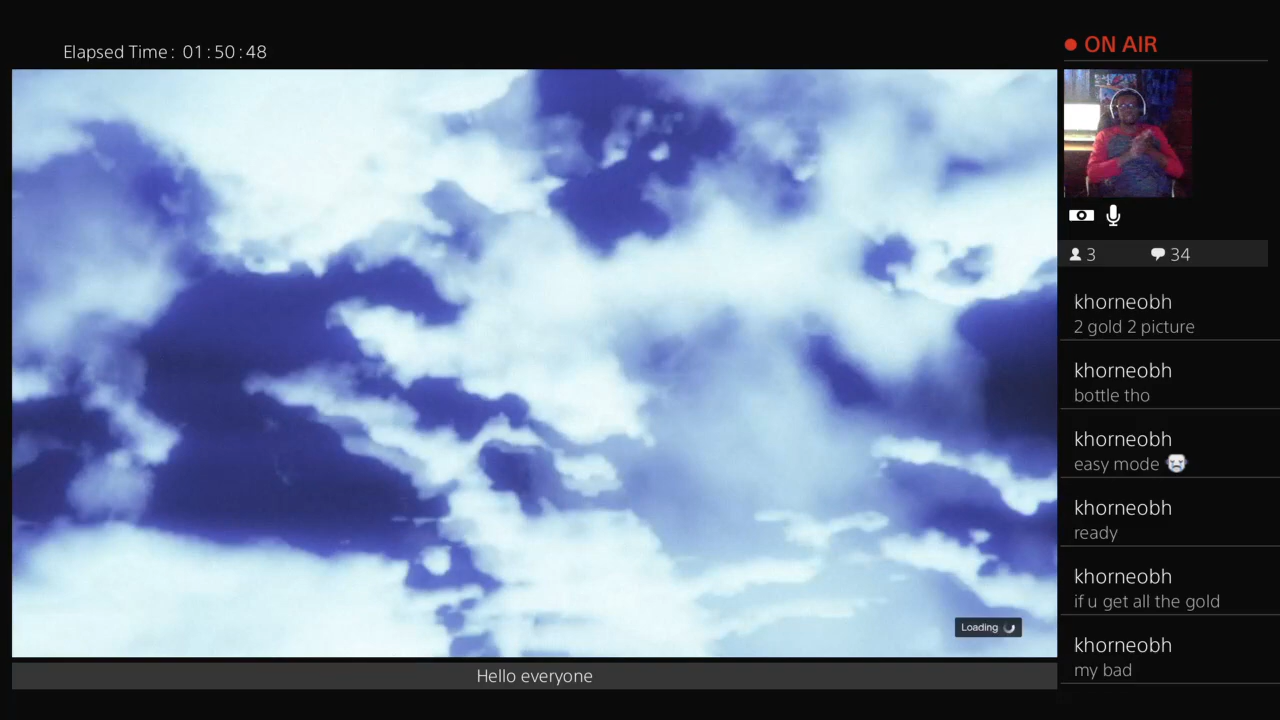 Elapsed Time: 01:50:48
ON AIR
3 34
khorneobh
2 gold 2 picture
khorneobh
bottle tho
khorneobh
easy mode
khorneobh
ready
khorneobh
if u get all the gold
khorneobh
my bad
Loading
Hello everyone